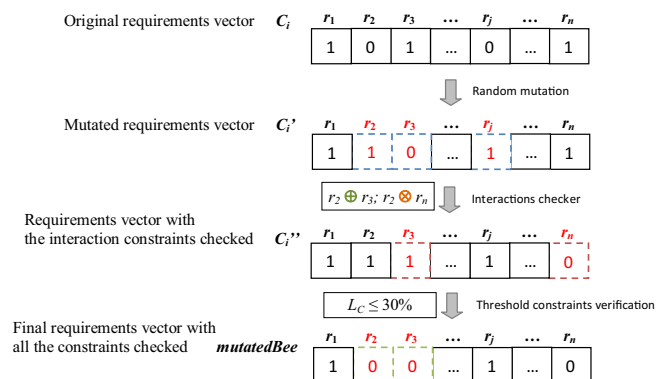 Original requirements vector C_i r_1 r_2 r_3 ... r_j ... r_n
1 0 1 ... 0 ... 1
Random mutation
Mutated requirements vector C_i' r_1 r_2 r_3 ... r_j ... r_n
1 1 0 ... 1 ... 1
r_2 ⊕ r_3; r_2 ⊗ r_n Interactions checker
Requirements vector with
the interaction constraints checked C_i'' r_1 r_2 r_3 ... r_j ... r_n
1 1 1 ... 1 ... 0
L_C ≤ 30% Threshold constraints verification
Final requirements vector with
all the constraints checked mutatedBee r_1 r_2 r_3 ... r_j ... r_n
1 0 0 ... 1 ... 0